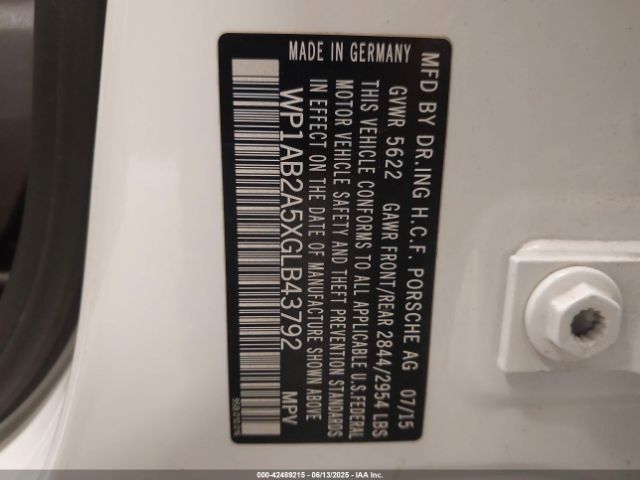 MFD BY DR.ING H.C.F. PORSCHE AG 07/15
GVWR 5622 GAWR FRONT/REAR 2844/2954 LBS
THIS VEHICLE CONFORMS TO ALL APPLICABLE U.S.FEDERAL
MOTOR VEHICLE SAFETY AND THEFT PREVENTION STANDARDS
IN EFFECT ON THE DATE OF MANUFACTURE SHOWN ABOVE
WP1AB2A5XGLB43792 MPV
MADE IN GERMANY
000-42489215 - 06/13/2025 - IAAI.com